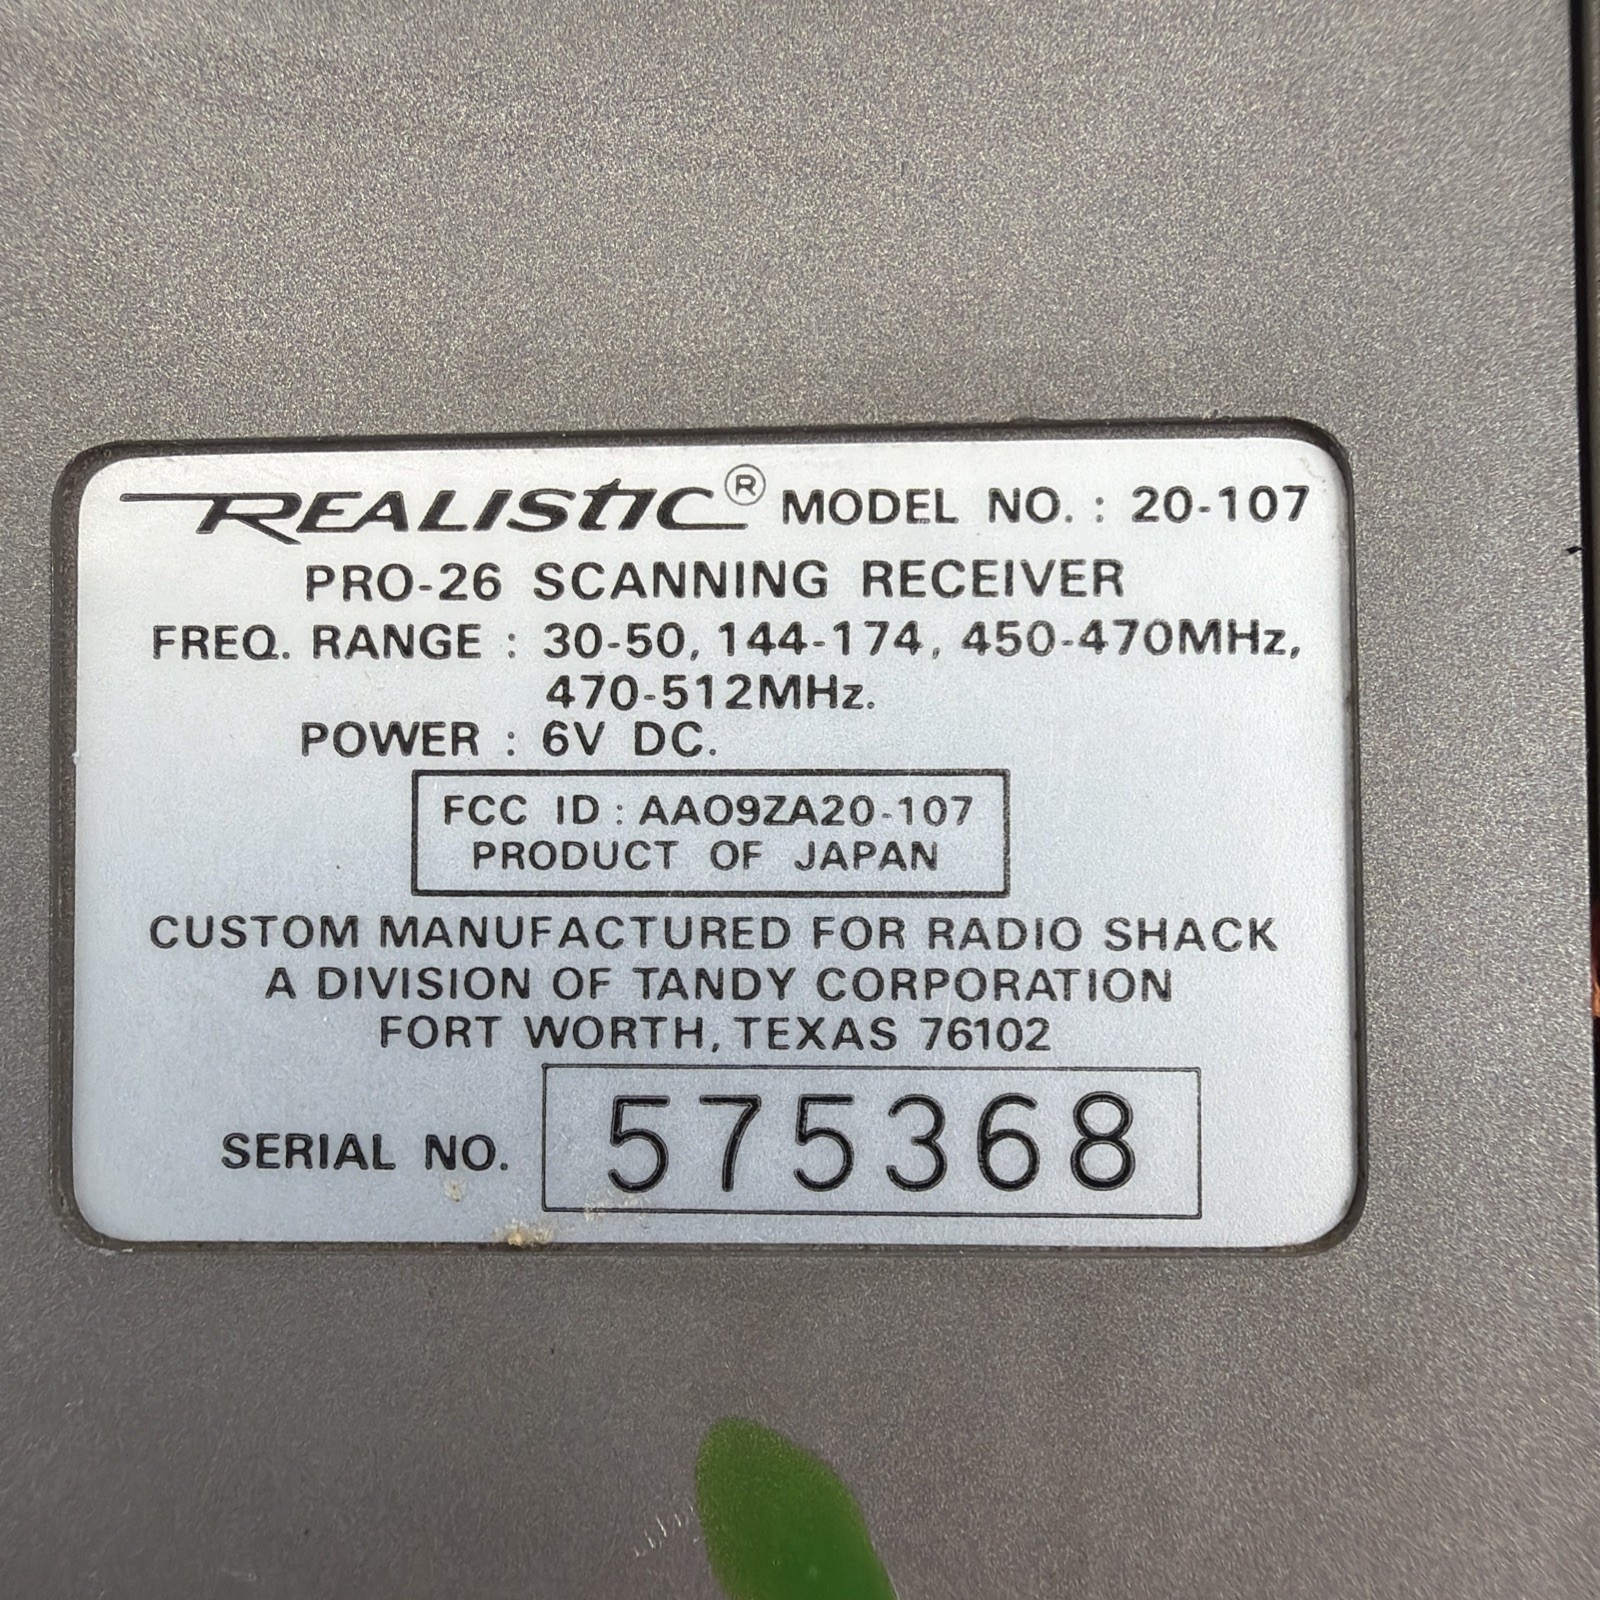 REALISTIC® MODEL NO. : 20-107
PRO-26 SCANNING RECEIVER
FREQ. RANGE : 30-50, 144-174, 450-470MHz,
470-512MHz.
POWER : 6V DC.
FCC ID : AAO9ZA20-107
PRODUCT OF JAPAN
CUSTOM MANUFACTURED FOR RADIO SHACK
A DIVISION OF TANDY CORPORATION
FORT WORTH, TEXAS 76102
SERIAL NO. 575368